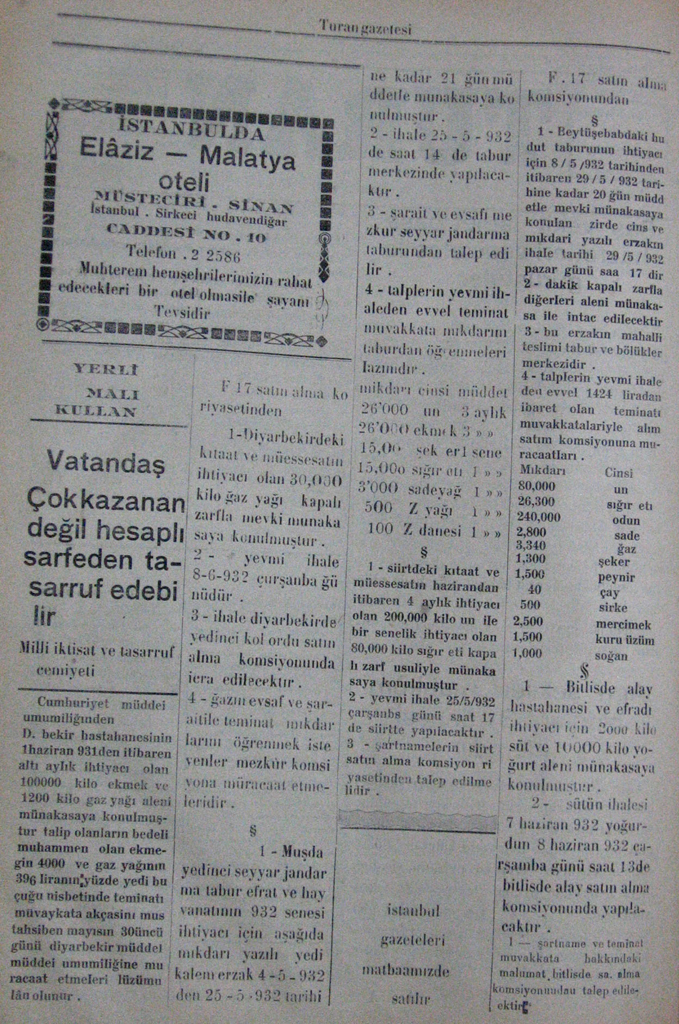 Turan gazetesi
İSTANBULDA
Elâziz — Malatya
oteli
MÜSTECİRİ . SİNAN
İstanbul . Sirkeci hudavendiğar
CADDESİ NO . 10
Telefon . 2 2586
Muhterem hemşehrilerimizin rahat
edecekleri bir otel olmasile şayanı
Tevsidir
YERLİ
MALI
KULLAN
Vatandaş
Çok kazanan
değil hesaplı
sarfeden ta-
sarruf edebi
lir
Milli iktisat ve tasarruf
cemiyeti
Cumhuriyet müddei
umumiliğinden
D. bekir hastahanesinin
1haziran 931den itibaren
altı aylık ihtiyacı olan
100000 kilo ekmek ve
1200 kilo gaz yağı aleni
münakasaya konulmuş-
tur talip olanların bedeli
muhammen olan ekme-
gin 4000 ve gaz yağının
396 liranın yüzde yedi bu
çuğu nisbetinde teminatı
muvaykata akçasını mus
tahsiben mayısın 30üncü
günü diyarbekir müddei
müddei umumiliğine mu
racaat etmeleri lüzumu
ilân olunur .
F 17 satın alma ko
riyasetinden
1-Diyarbekirdeki
kıtaat ve müessesatın
ihtiyacı olan 30,000
kilo ğaz yağı kapalı
zarfla mevki munaka
saya konulmuştur .
2 - yevmi ihale
8-6-932 çurşanba ğü
nüdür .
3 - ihale diyarbekirde
yedinci kol ordu satın
alma komsiyonunda
icra edilecektır .
4 - ğazın evsaf ve şar-
aitile teminat mıkdar
larını öğrenmek iste
yenler mezkûr komsi
yona müracaat etme-
leridir .
§
1 - Muşda
yedinci seyyar jandar
ma tabur efrat ve hay
vanatının 932 senesi
ihtiyacı için aşağıda
mıkdarı yazılı yedi
kalem erzak 4 - 5 - 932
den 25 - 5 - 932 tarihi
ne kadar 21 ğün mü
ddetle munakasaya ko
nulmuştur .
2 - ihale 25 - 5 - 932
de saat 14 de tabur
merkezinde yapılaca-
ktır .
3 - şarait ve evsafı me
zkur seyyar jandarma
taburundan talep edi
lir .
4 - talplerin yevmi ih-
aleden evvel teminat
muvakkata mıkdarını
taburdan öğrenmeleri
lazımdır .
mikdarı cinsi müddet
26'000 un 3 aylık
26'000 ekmek 3 » »
15,00 şek erl sene
15,00o sığır eti 1 » »
3'000 sadeyağ 1 » »
500 Z yağı 1 » »
100 Z danesi 1 » »
§
1 - siirtdeki kıtaat ve
müessesatın hazirandan
itibaren 4 aylık ihtiyacı
olan 200,000 kilo un ile
bir senelik ihtiyacı olan
80,000 kilo sığır eti kapa
lı zarf usuliyle münaka
saya konulmuştur .
2 - yevmi ihale 25/5/932
çarşanbs günü saat 17
de siirtte yapılacaktır .
3 - şartnamelerin siirt
satın alma komsiyon ri
yasetinden talep edilme
lidir .
istanbul
gazeteleri
matbaamızde
satılır
F . 17 satın alma
komsiyonundan
§
1 - Beytüşebabdaki hu
dut taburunun ihtiyacı
için 8 / 5 /932 tarihinden
itibaren 29 / 5 / 932 tari-
hine kadar 20 gün müdd
etle mevki münakasaya
konulan zirde cins ve
mıkdarı yazılı erzakın
ihale tarihi 29 /5 / 932
pazar günü saa 17 dir
2 - dakik kapalı zarfla
diğerleri aleni münaka-
sa ile intac edilecektir
3 - bu erzakın mahalli
teslimi tabur ve bölükler
merkezidir .
4 - talplerin yevmi ihale
den evvel 1424 liradan
ibaret olan teminatı
muvakkatalariyle alım
satım komsiyonuna mu-
racaatları .
Mıkdarı Cinsi
80,000 un
26,300 sığır eti
240,000 odun
2,800 sade
3,340 ğaz
1,300 şeker
1,500 peynir
40 çay
500 sirke
2,500 mercimek
1,500 kuru üzüm
1,000 soğan
§
1 — Bitlisde alay
hastahanesi ve efradı
ihtiyacı için 2000 kilo
süt ve 10000 kilo yo-
ğurt aleni münakasaya
konulmuştur .
2 - sütün ihalesi
7 haziran 932 yoğur-
dun 8 haziran 932 ça-
rşamba günü saat 13de
bitlisde alay satın alma
komsiyonunda yapıla-
caktır .
1 — şartname ve teminet
muvakkata hakkındaki
malumat bitlisde sa. alma
komsiyonundan talep edile-
ektir